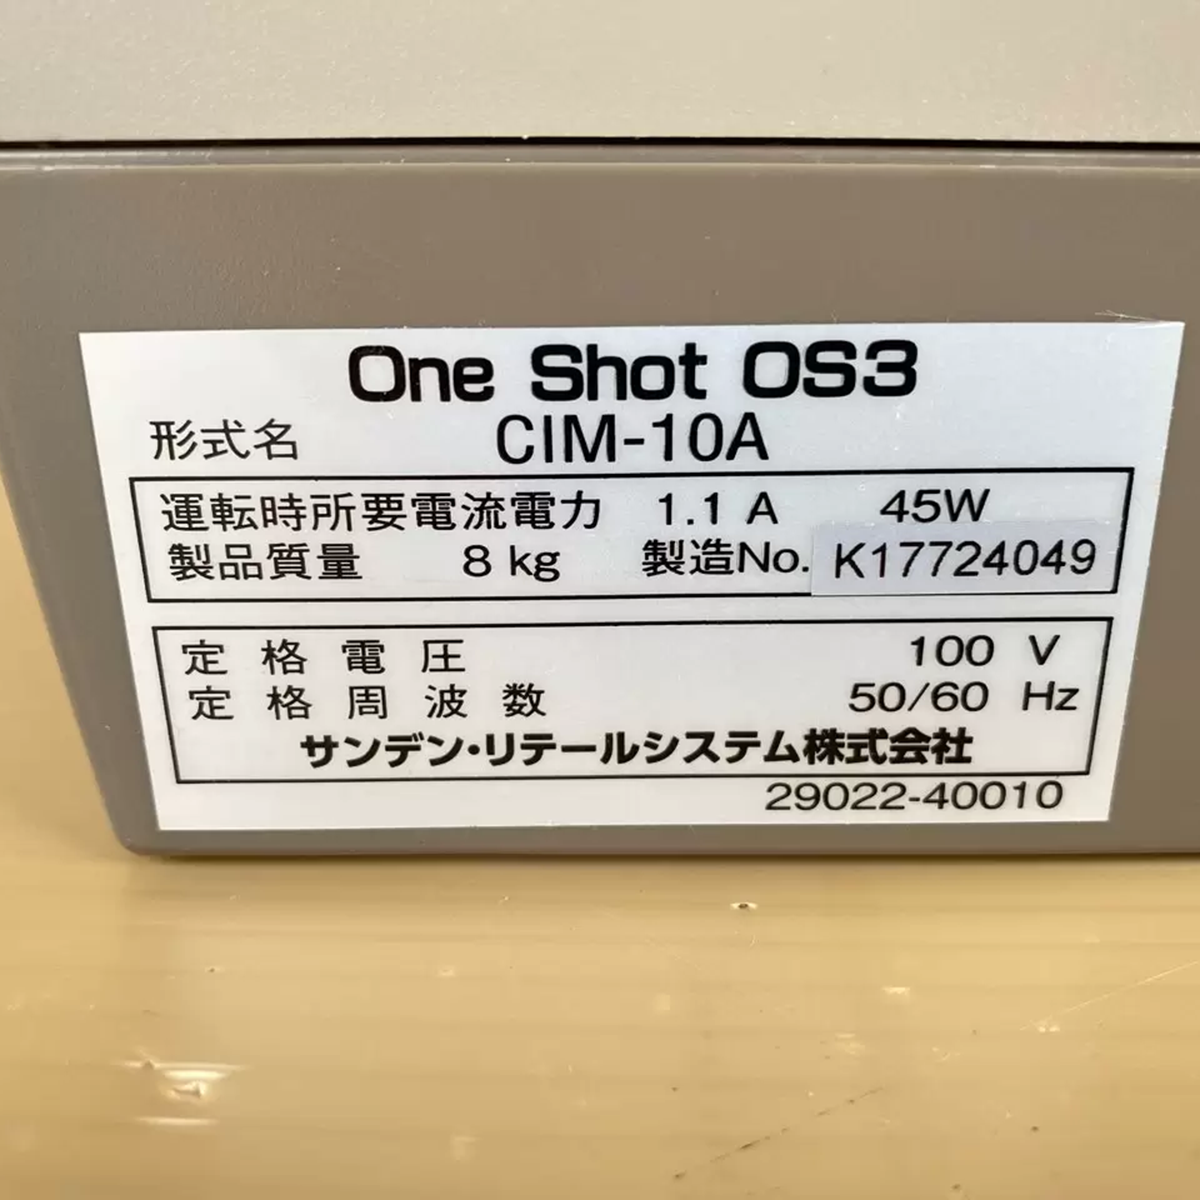 One Shot OS3
形式名 CIM-10A
運転時所要電流電力 1.1 A 45W
製品質量 8 kg 製造No. K17724049
定格電圧 100 V
定格周波数 50/60 Hz
サンデン・リテールシステム株式会社
29022-40010